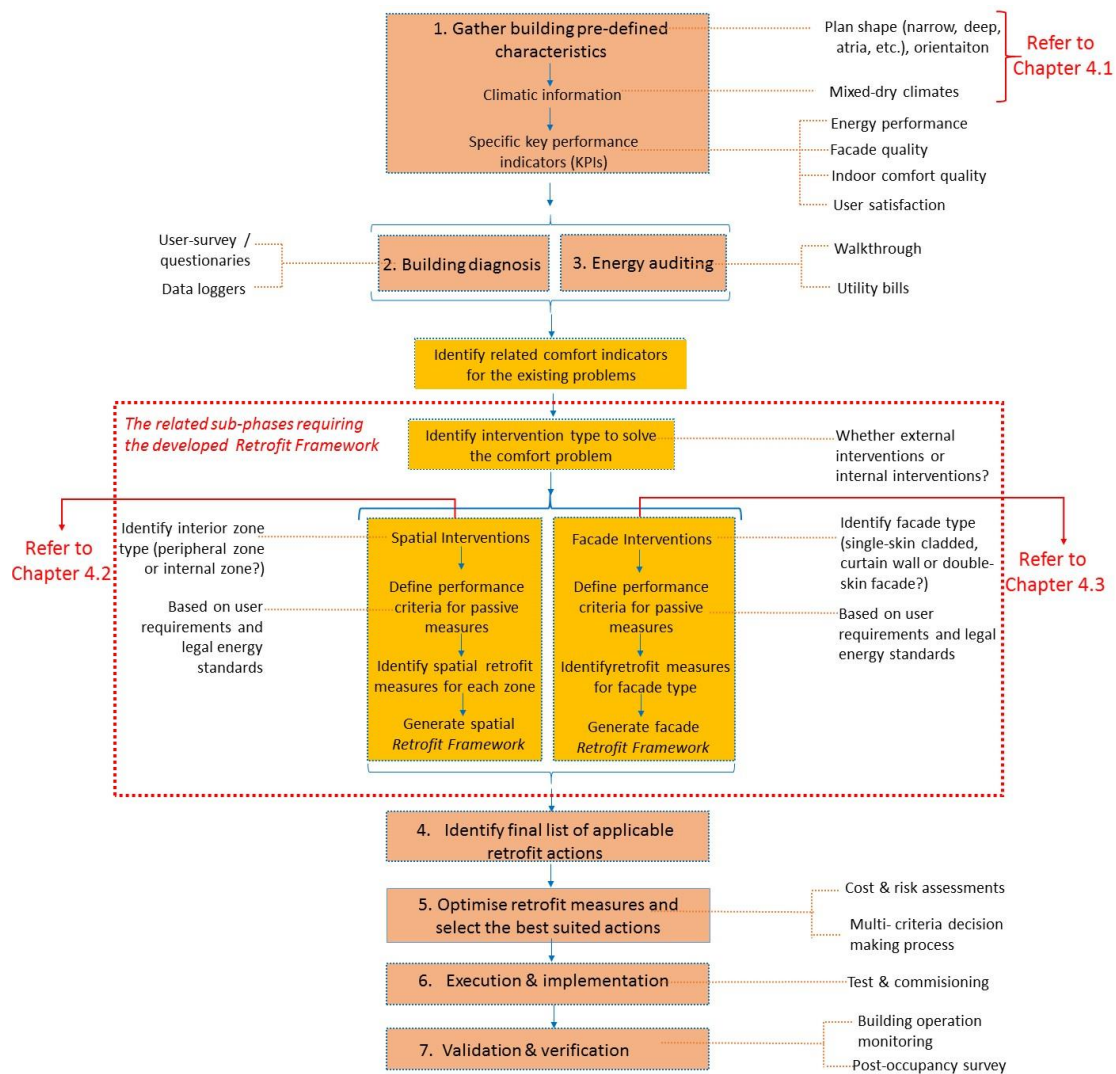 1. Gather building pre-defined
characteristics
Climatic information
Specific key performance
indicators (KPIs)
Plan shape (narrow, deep,
atria, etc.), orientaiton
Mixed-dry climates
Refer to
Chapter 4.1
Energy performance
Facade quality
Indoor comfort quality
User satisfaction
User-survey /
questionaries
Data loggers
2. Building diagnosis
3. Energy auditing
Walkthrough
Utility bills
Identify related comfort indicators
for the existing problems
The related sub-phases requiring
the developed Retrofit Framework
Identify intervention type to solve
the comfort problem
Whether external
interventions or
internal interventions?
Refer to
Chapter 4.2
Identify interior zone
type (peripheral zone
or internal zone?)
Based on user
requirements and
legal energy
standards
Spatial Interventions
Define performance
criteria for passive
measures
Identify spatial retrofit
measures for each zone
Generate spatial
Retrofit Framework
Facade Interventions
Define performance
criteria for passive
measures
Identifyretrofit measures
for facade type
Generate facade
Retrofit Framework
Identify facade type
(single-skin cladded,
curtain wall or double-
skin facade?)
Based on user
requirements and legal
energy standards
Refer to
Chapter 4.3
4. Identify final list of applicable
retrofit actions
5. Optimise retrofit measures and
select the best suited actions
Cost & risk assessments
Multi- criteria decision
making process
6. Execution & implementation
Test & commisioning
7. Validation & verification
Building operation
monitoring
Post-occupancy survey